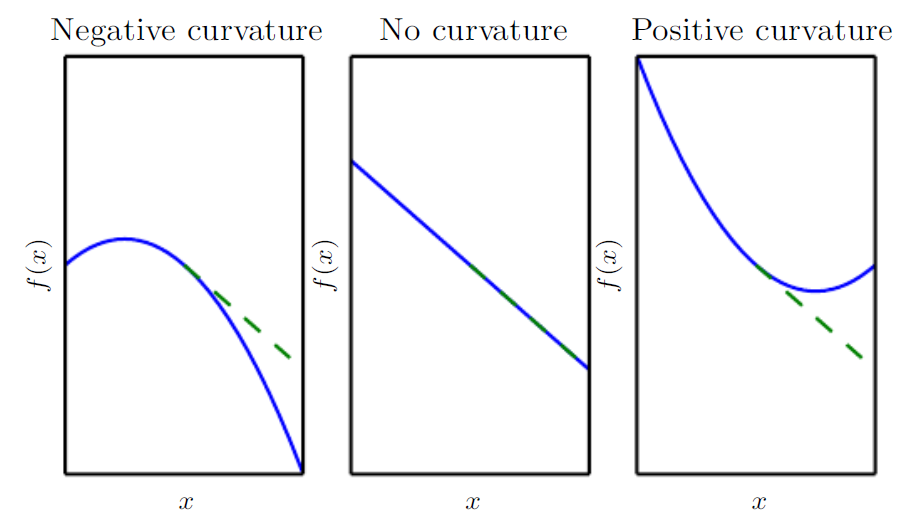 Negative curvature
No curvature
Positive curvature
f(x)
f(x)
f(x)
x
x
x